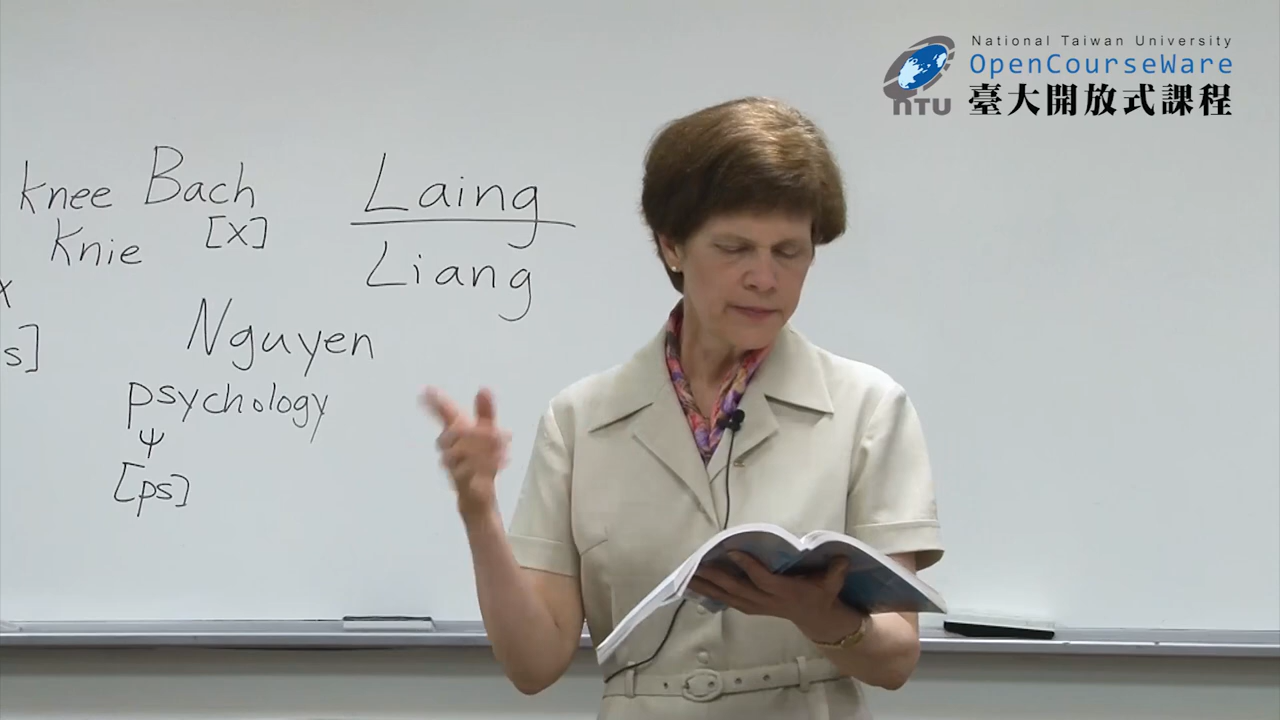 National Taiwan University
OpenCourseWare
NTU
臺大開放式課程
knee Bach
Knie [x]
Laing
Liang
x
s]
Nguyen
psychology
ψ
[ps]